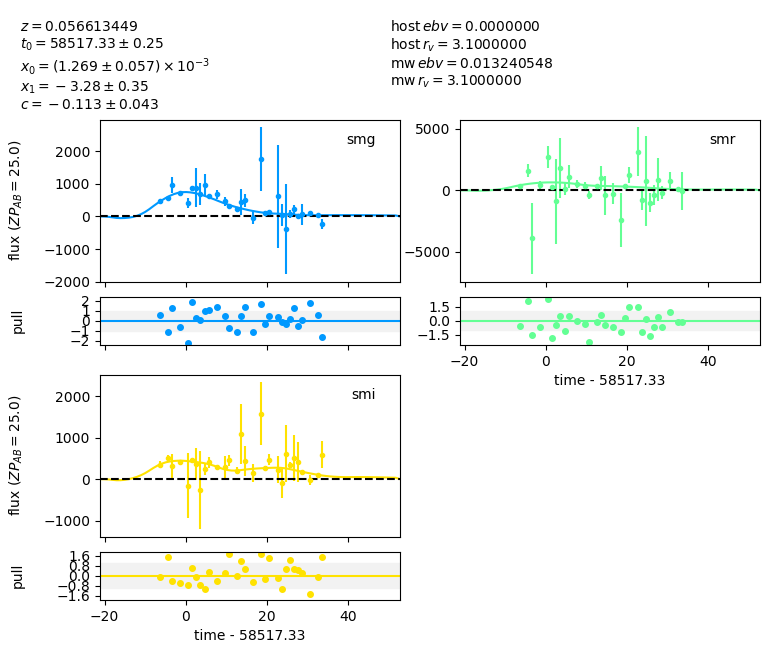 z = 0.056613449
t₀ = 58517.33 ± 0.25
x₀ = (1.269 ± 0.057) × 10⁻³
x₁ = −3.28 ± 0.35
c = −0.113 ± 0.043
host ebv = 0.0000000
host r_v = 3.1000000
mw ebv = 0.013240548
mw r_v = 3.1000000
flux (ZP_AB = 25.0)
2000
1000
0
−1000
−2000
smg
5000
0
−5000
smr
pull
2
1
0
−1
−2
1.5
0.0
−1.5
−20
0
20
40
time - 58517.33
flux (ZP_AB = 25.0)
2000
1000
0
−1000
smi
pull
1.6
0.8
0.0
−0.8
−1.6
−20
0
20
40
time - 58517.33